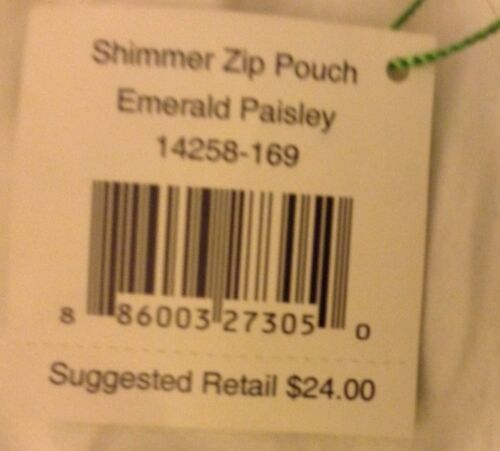 Shimmer Zip Pouch
Emerald Paisley
14258-169
8 86003 27305 0
Suggested Retail $24.00